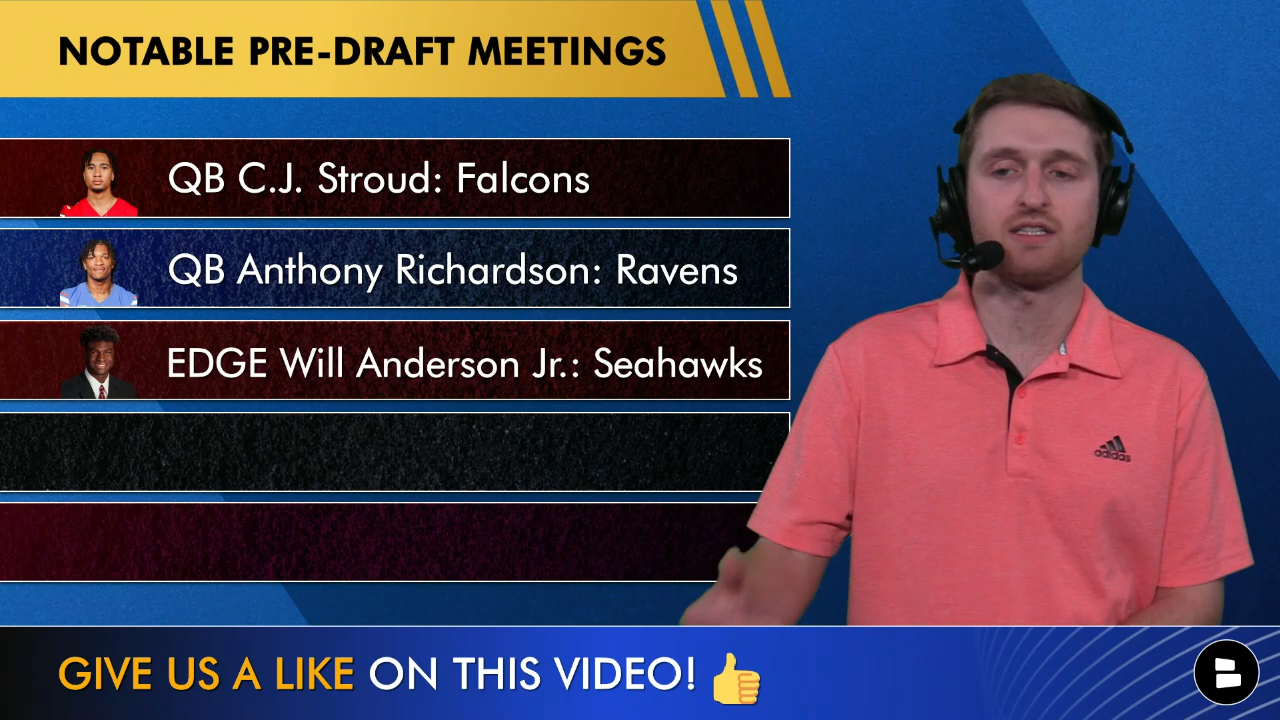 NOTABLE PRE-DRAFT MEETINGS
QB C.J. Stroud: Falcons
QB Anthony Richardson: Ravens
EDGE Will Anderson Jr.: Seahawks
adidas
GIVE US A LIKE ON THIS VIDEO!